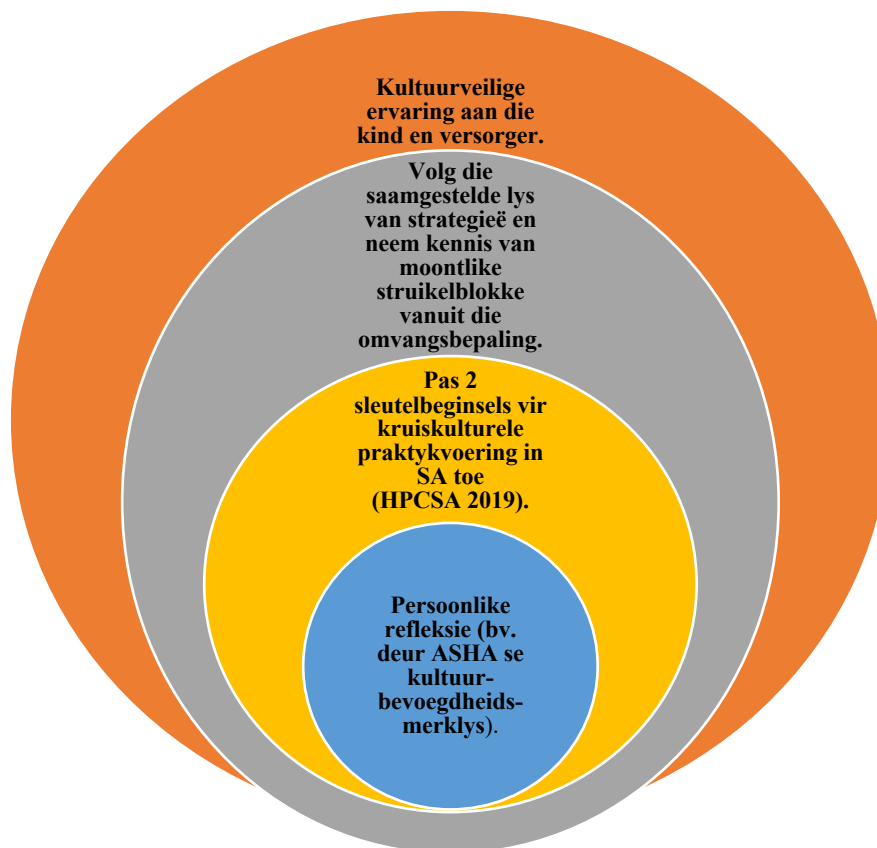 Kultuurveilige
ervaring aan die
kind en versorger.
Volg die
saamgestelde lys
van strategieë en
neem kennis van
moontlike
struikelblokke
vanuit die
omvangsbepaling.
Pas 2
sleutelbeginsels vir
kruiskulturele
praktykvoering in
SA toe
(HPCSA 2019).
Persoonlike
refleksie (bv.
deur ASHA se
kultuur-
bevoegdheids-
merklys).